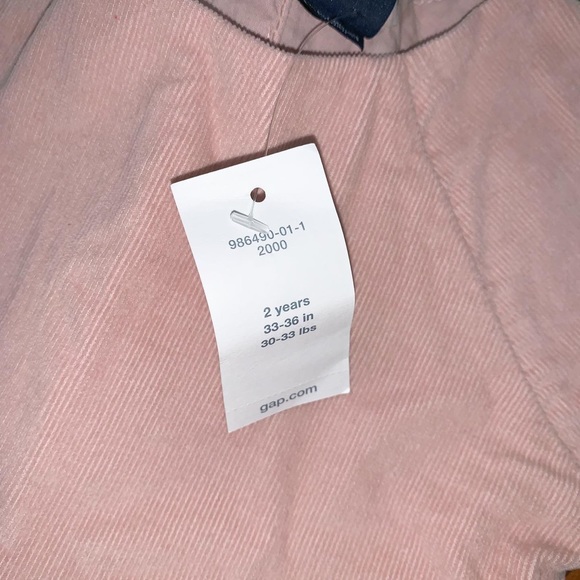 986490-01-1
2000
2 years
33-36 in
30-33 lbs
gap.com